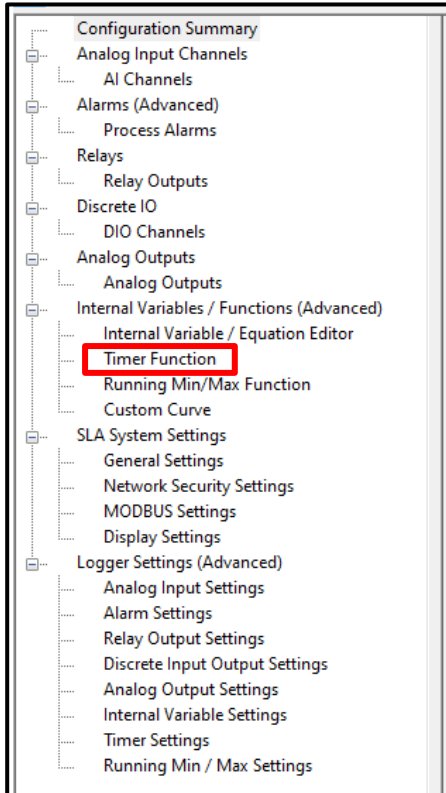 Configuration Summary
Analog Input Channels
AI Channels
Alarms (Advanced)
Process Alarms
Relays
Relay Outputs
Discrete IO
DIO Channels
Analog Outputs
Analog Outputs
Internal Variables / Functions (Advanced)
Internal Variable / Equation Editor
Timer Function
Running Min/Max Function
Custom Curve
SLA System Settings
General Settings
Network Security Settings
MODBUS Settings
Display Settings
Logger Settings (Advanced)
Analog Input Settings
Alarm Settings
Relay Output Settings
Discrete Input Output Settings
Analog Output Settings
Internal Variable Settings
Timer Settings
Running Min / Max Settings